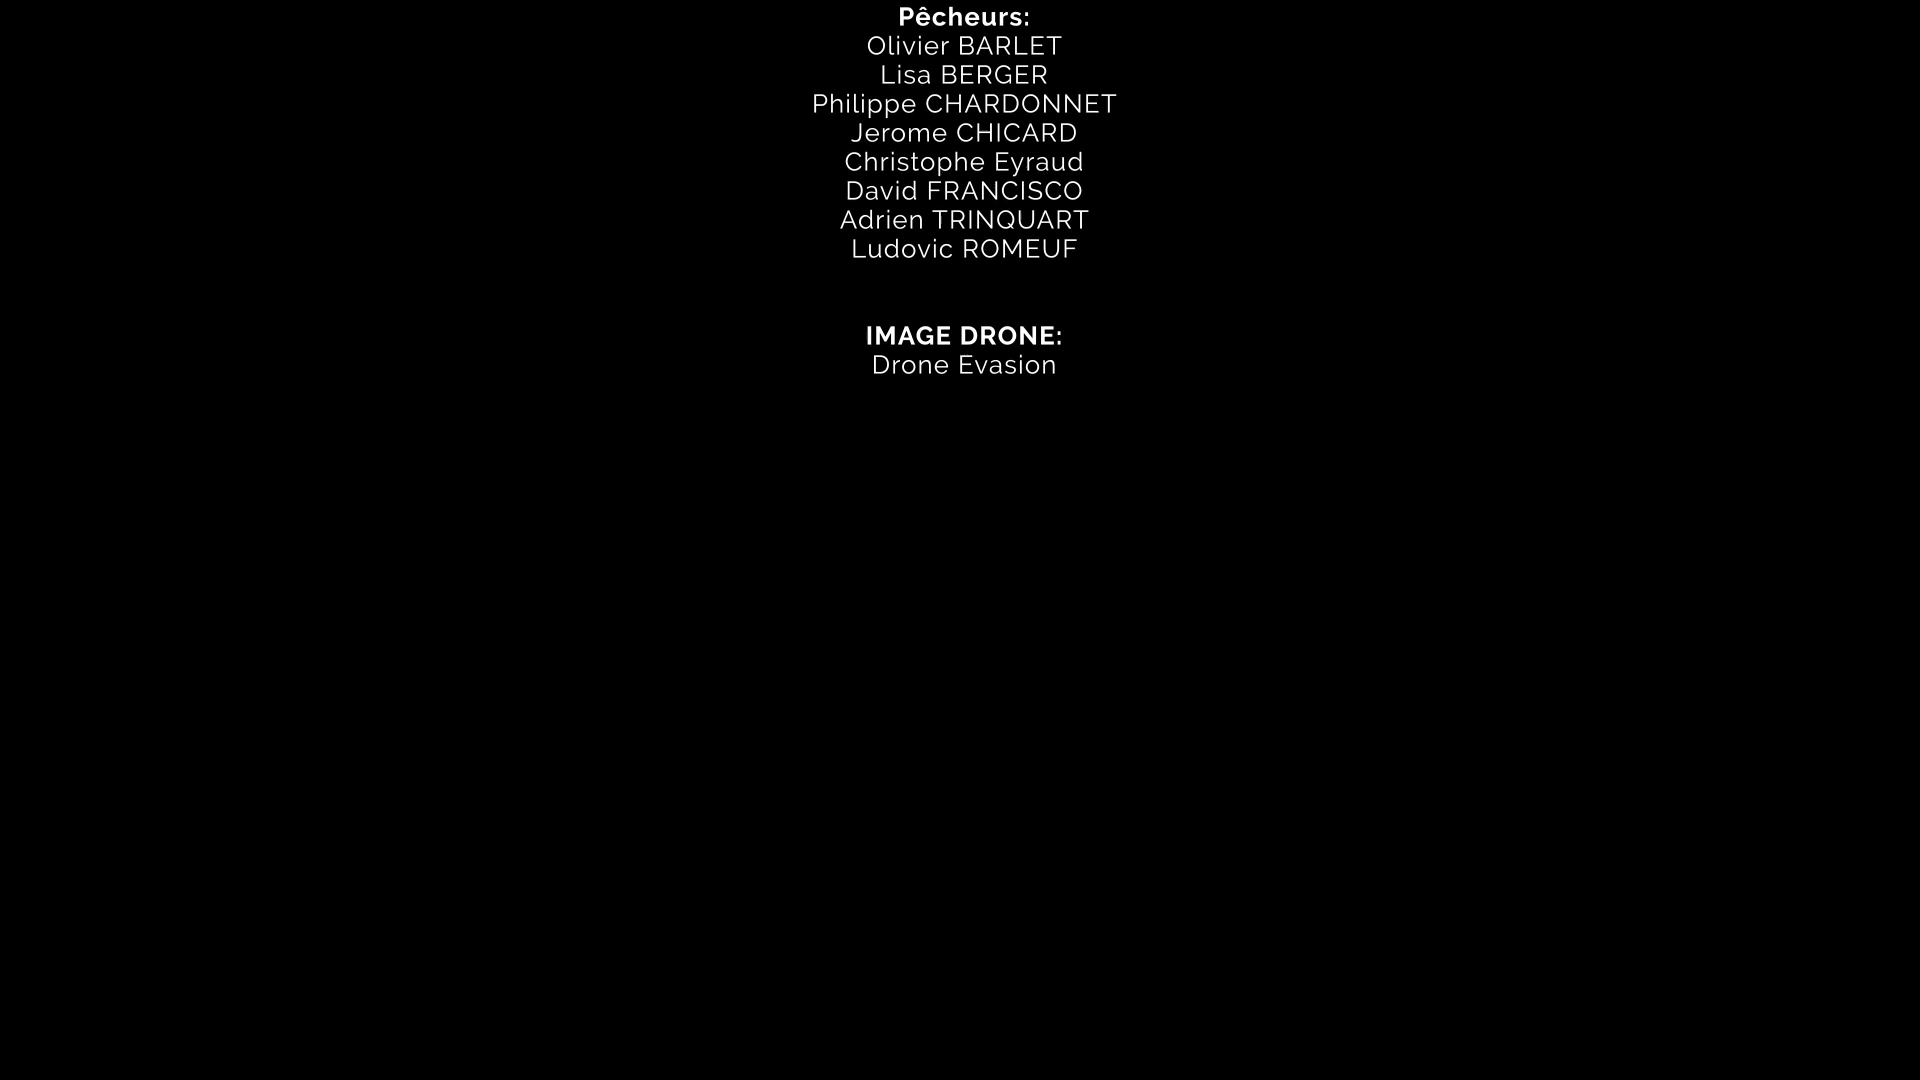 Pêcheurs:
Olivier BARLET
Lisa BERGER
Philippe CHARDONNET
Jerome CHICARD
Christophe Eyraud
David FRANCISCO
Adrien TRINQUART
Ludovic ROMEUF
IMAGE DRONE:
Drone Evasion